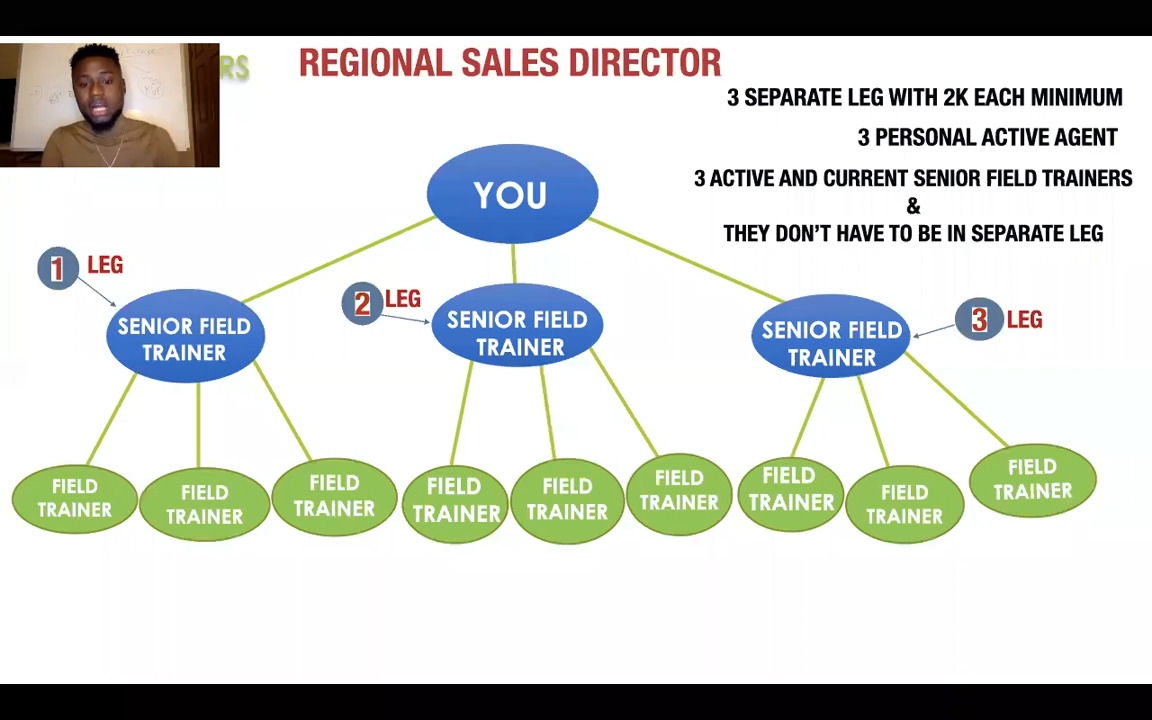 RS
REGIONAL SALES DIRECTOR
3 SEPARATE LEG WITH 2K EACH MINIMUM
3 PERSONAL ACTIVE AGENT
3 ACTIVE AND CURRENT SENIOR FIELD TRAINERS
&
THEY DON'T HAVE TO BE IN SEPARATE LEG
YOU
1 LEG
2 LEG
3 LEG
SENIOR FIELD
TRAINER
SENIOR FIELD
TRAINER
SENIOR FIELD
TRAINER
FIELD
TRAINER
FIELD
TRAINER
FIELD
TRAINER
FIELD
TRAINER
FIELD
TRAINER
FIELD
TRAINER
FIELD
TRAINER
FIELD
TRAINER
FIELD
TRAINER